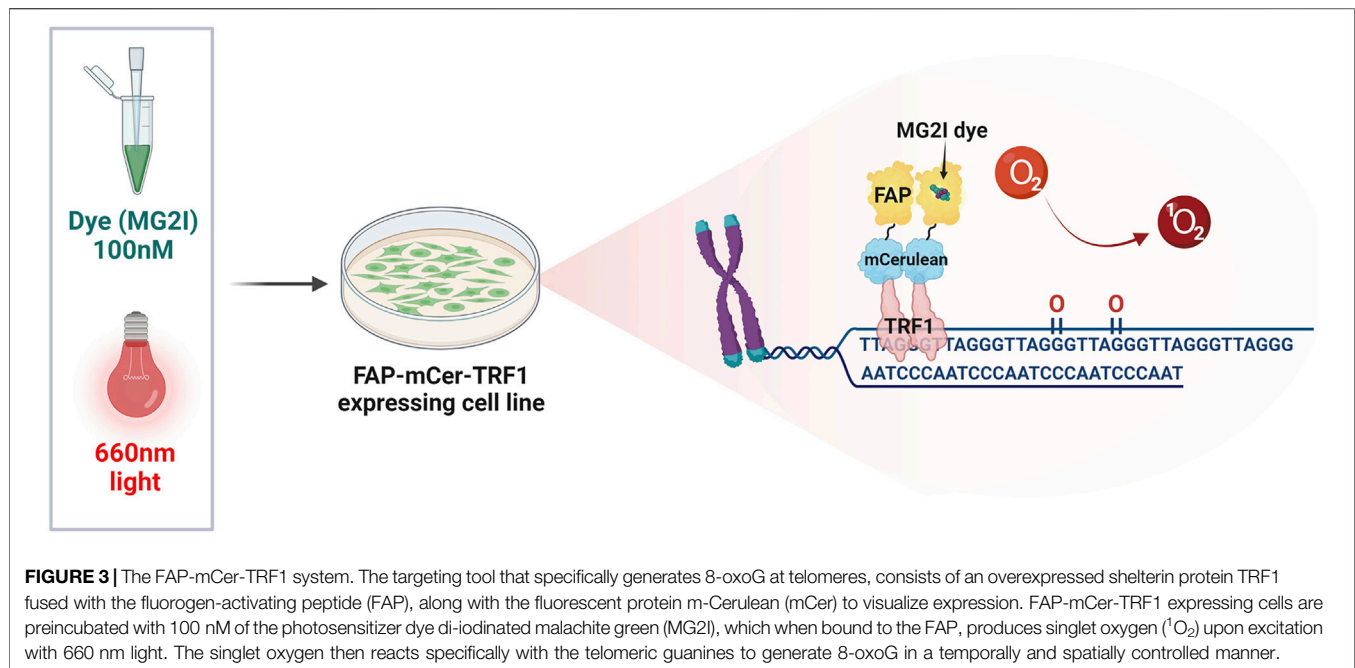 Dye (MG2I)
100nM
660nm
light
FAP-mCer-TRF1
expressing cell line
MG2I dye
FAP
mCerulean
TRF1
O₂
¹O₂
O O
TTAGGGTTAGGGTTAGGGTTAGGGTTAGGGTTAGGG
AATCCCAATCCCAATCCCAATCCCAAT
FIGURE 3 | The FAP-mCer-TRF1 system. The targeting tool that specifically generates 8-oxoG at telomeres, consists of an overexpressed shelterin protein TRF1
fused with the fluorogen-activating peptide (FAP), along with the fluorescent protein m-Cerulean (mCer) to visualize expression. FAP-mCer-TRF1 expressing cells are
preincubated with 100 nM of the photosensitizer dye di-iodinated malachite green (MG2I), which when bound to the FAP, produces singlet oxygen (¹O₂) upon excitation
with 660 nm light. The singlet oxygen then reacts specifically with the telomeric guanines to generate 8-oxoG in a temporally and spatially controlled manner.